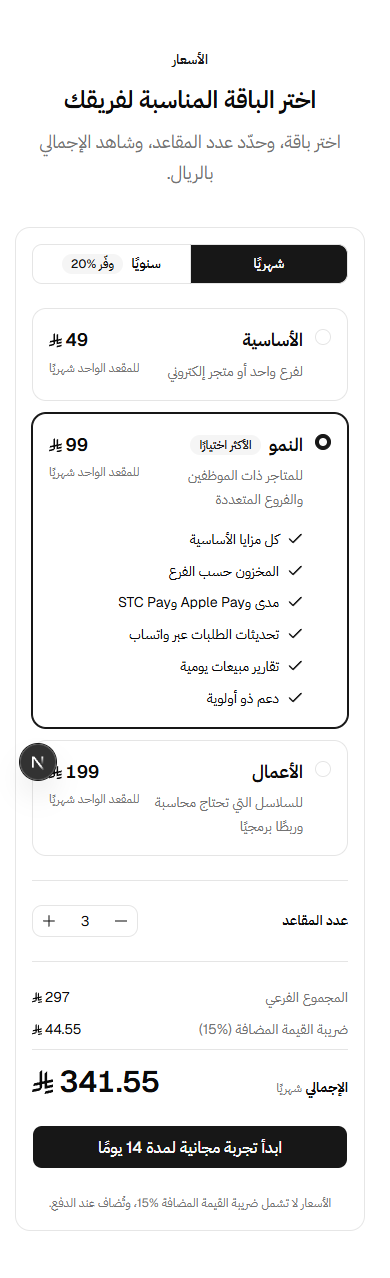 الأسعار
اختر الباقة المناسبة لفريقك
اختر باقة، وحدّد عدد المقاعد، وشاهد الإجمالي
بالريال.
شهريًا
سنويًا وفّر 20%
الأساسية
49 ⃁
لفرع واحد أو متجر إلكتروني
للمقعد الواحد شهريًا
النمو الأكثر اختيارًا
99 ⃁
للمتاجر ذات الموظفين
والفروع المتعددة
للمقعد الواحد شهريًا
كل مزايا الأساسية
المخزون حسب الفرع
مدى وApple Pay وSTC Pay
تحديثات الطلبات عبر واتساب
تقارير مبيعات يومية
دعم ذو أولوية
الأعمال
199 ⃁
للسلاسل التي تحتاج محاسبة
وربطًا برمجيًا
للمقعد الواحد شهريًا
N
عدد المقاعد
3
المجموع الفرعي
297 ⃁
ضريبة القيمة المضافة (15%)
44.55 ⃁
الإجمالي شهريًا
341.55 ⃁
ابدأ تجربة مجانية لمدة 14 يومًا
الأسعار لا تشمل ضريبة القيمة المضافة 15%، وتُضاف عند الدفع.